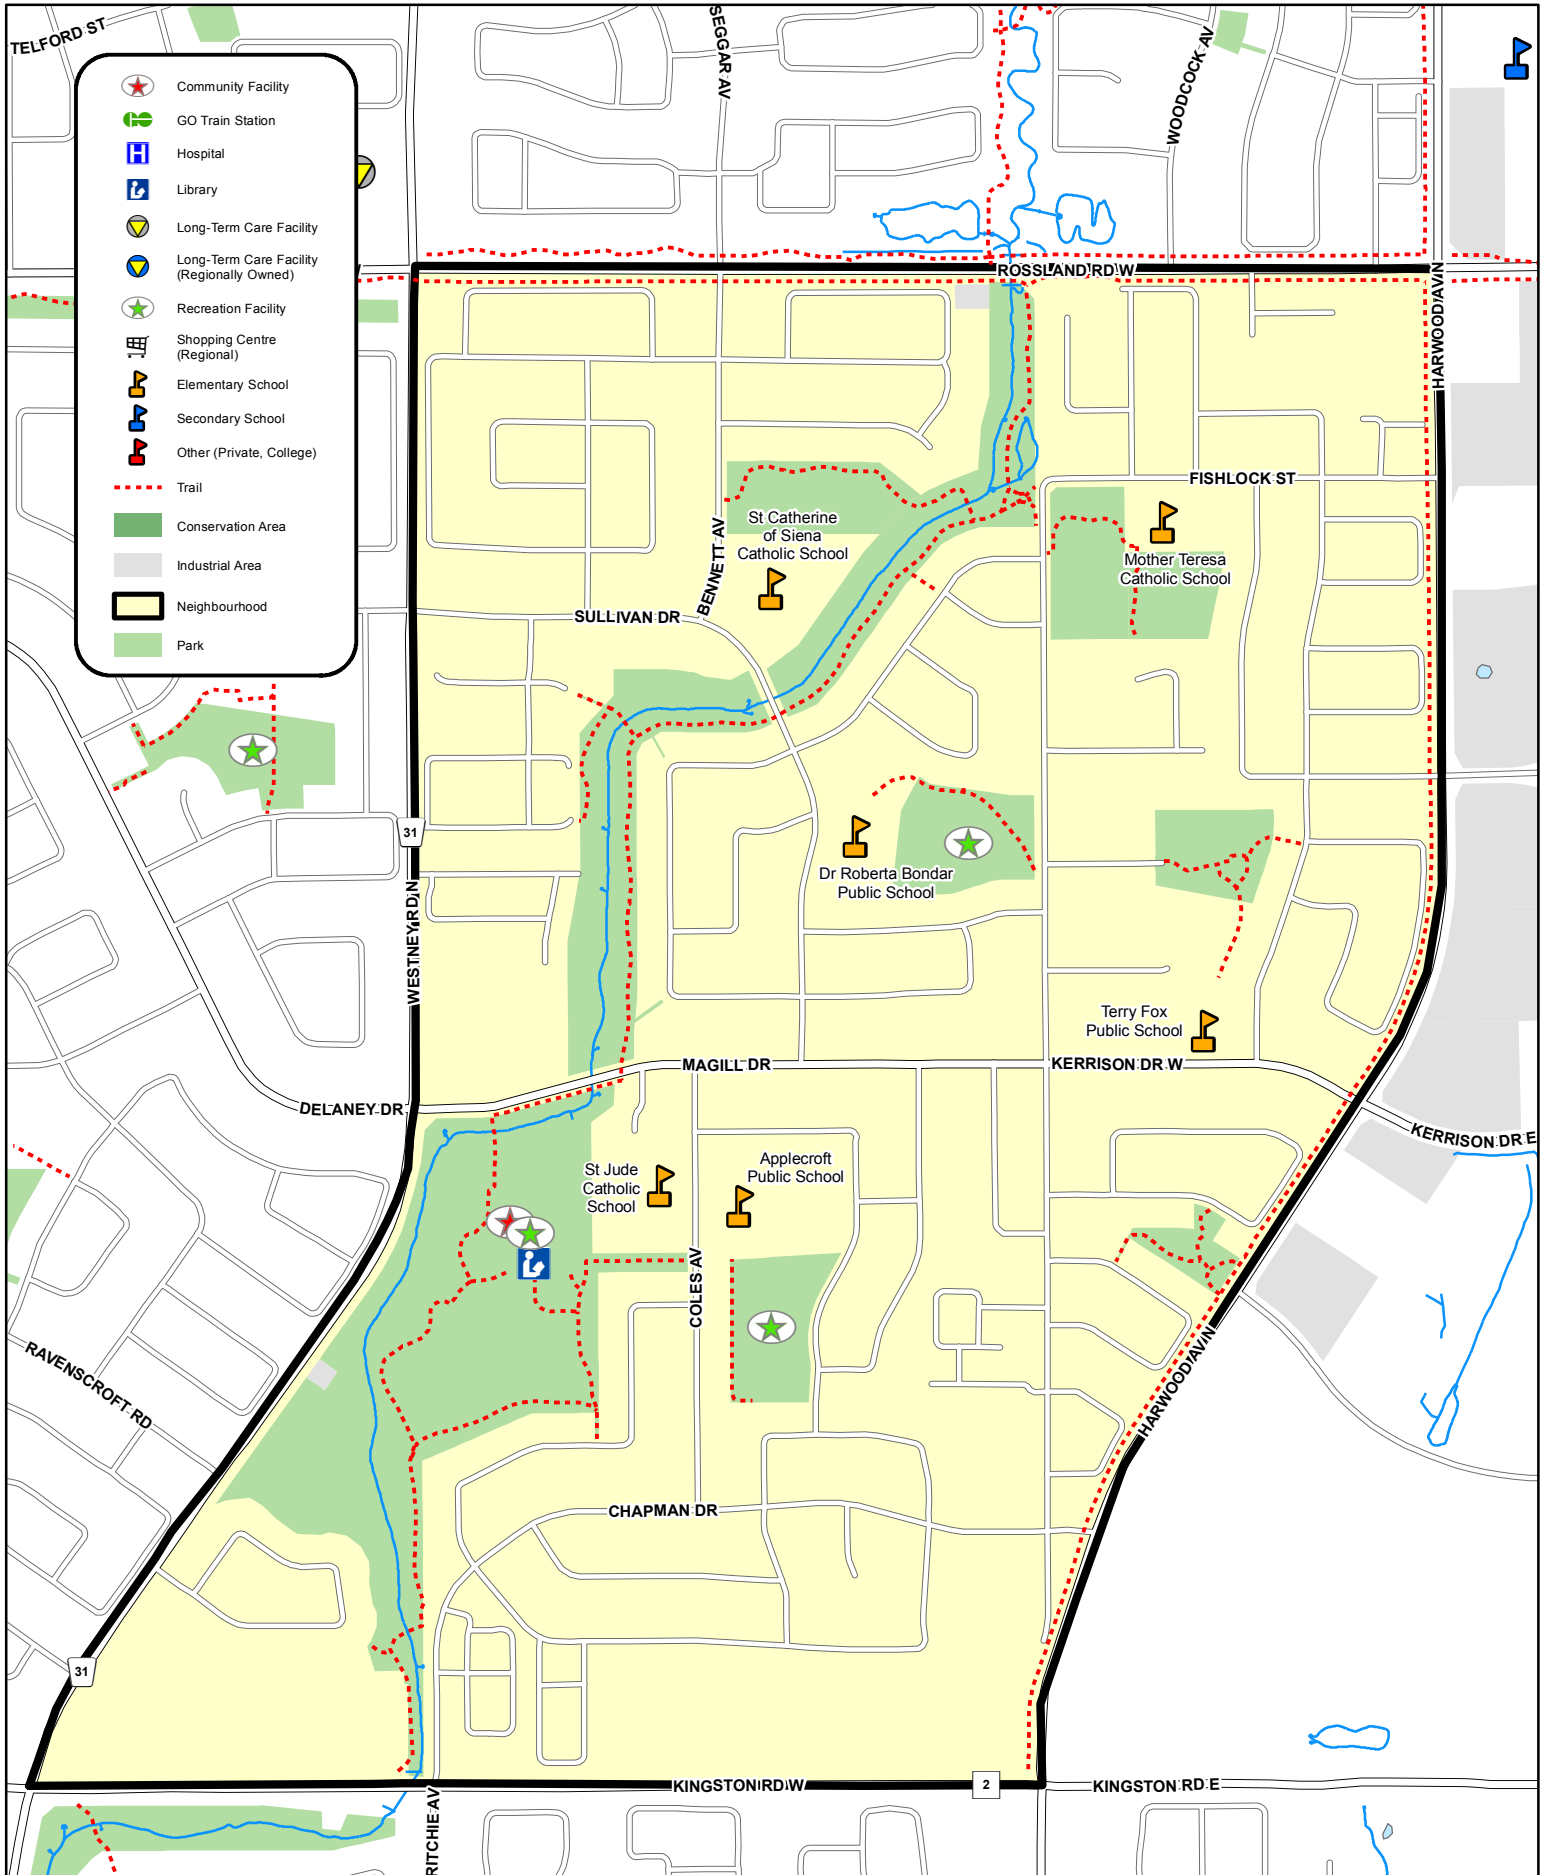 TELFORD ST
SEGGAR AV
WOODCOCK AV
Community Facility
GO Train Station
Hospital
Library
Long-Term Care Facility
Long-Term Care Facility
(Regionally Owned)
Recreation Facility
Shopping Centre
(Regional)
Elementary School
Secondary School
Other (Private, College)
Trail
Conservation Area
Industrial Area
Neighbourhood
Park
ROSSLAND RD W
HARWOOD AV N
FISHLOCK ST
St Catherine
of Siena
Catholic School
BENNETT AV
Mother Teresa
Catholic School
SULLIVAN DR
31
WESTNEY RD N
Dr Roberta Bondar
Public School
Terry Fox
Public School
MAGILL DR
KERRISON DR W
DELANEY DR
KERRISON DR E
St Jude
Catholic
School
Applecroft
Public School
COLES AV
RAVENSCROFT RD
HARWOOD AV N
CHAPMAN DR
31
KINGSTON RD W
2
KINGSTON RD E
RITCHIE AV